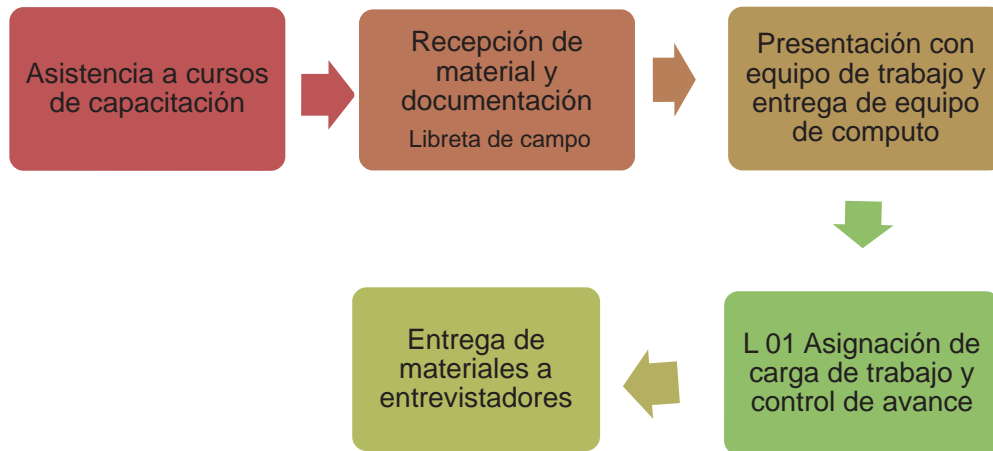 Asistencia a cursos
de capacitación
Recepción de
material y
documentación
Libreta de campo
Presentación con
equipo de trabajo y
entrega de equipo
de computo
L 01 Asignación de
carga de trabajo y
control de avance
Entrega de
materiales a
entrevistadores